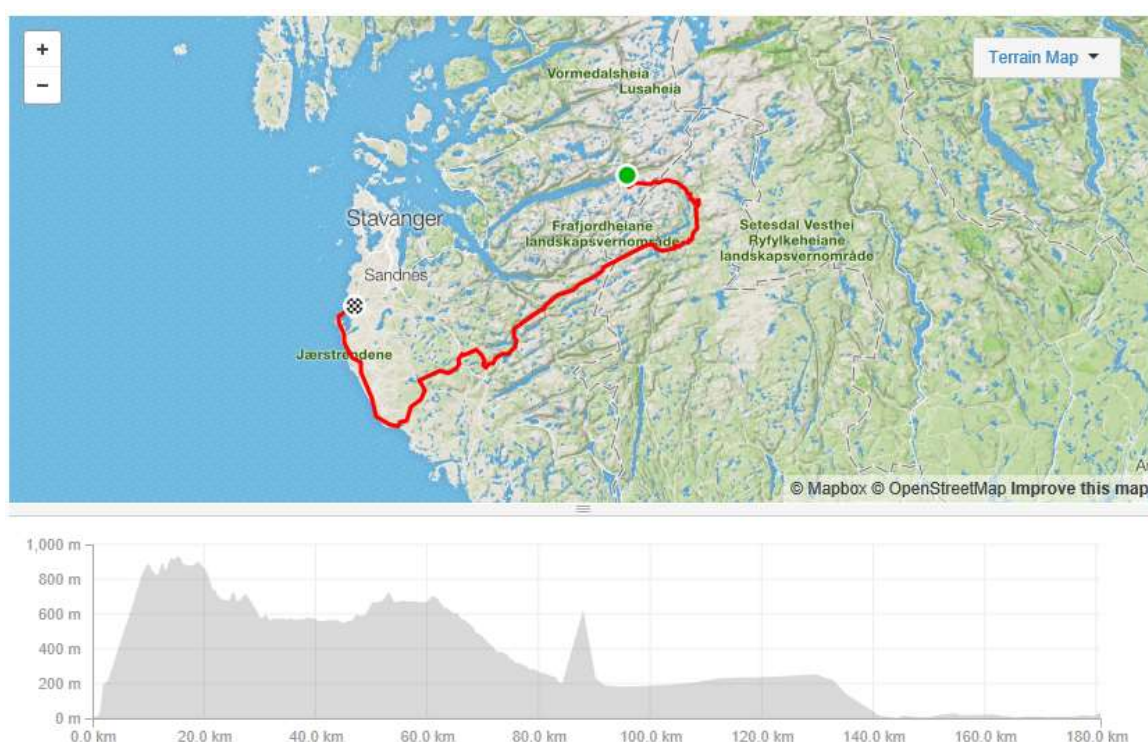 +
−
Terrain Map
Vormedalsheia
Lusaheia
Stavanger
Frafjordheiane
landskapsvernområde
Setesdal Vesthei
Ryfylkeheiane
landskapsvernområde
Sandnes
Jærstrendene
A
© Mapbox © OpenStreetMap Improve this map
1,000 m
800 m
600 m
400 m
200 m
0 m
0.0 km 20.0 km 40.0 km 60.0 km 80.0 km 100.0 km 120.0 km 140.0 km 160.0 km 180.0 km